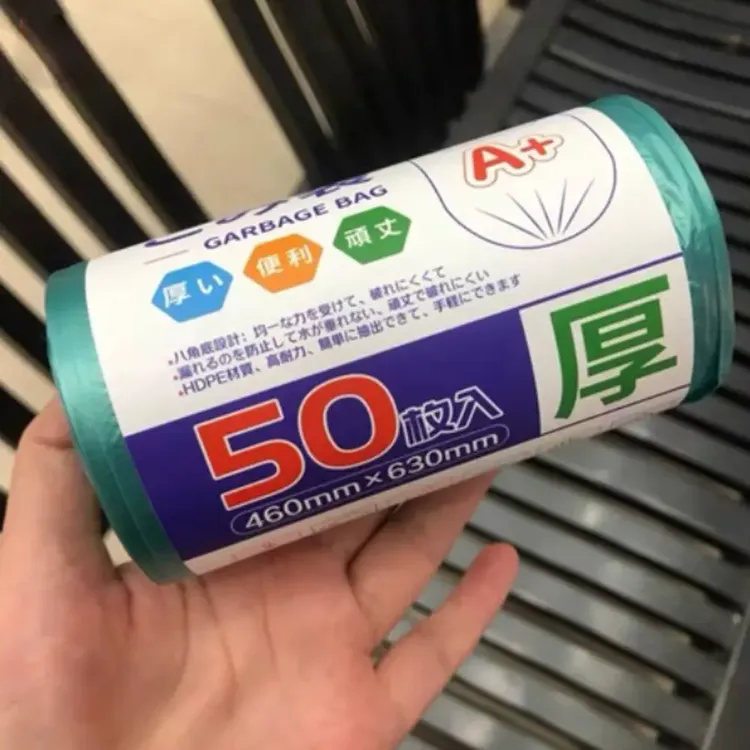 A+
GARBAGE BAG
厚い
便利
頑丈
•八角底設計：均一な力を受けて、破れにくくて
•漏れるのを防止して水が垂れない、頑丈で破れにくい
•HDPE材質、高耐力、簡単に抽出できて、手軽にできます
50枚入
460mm×630mm
厚